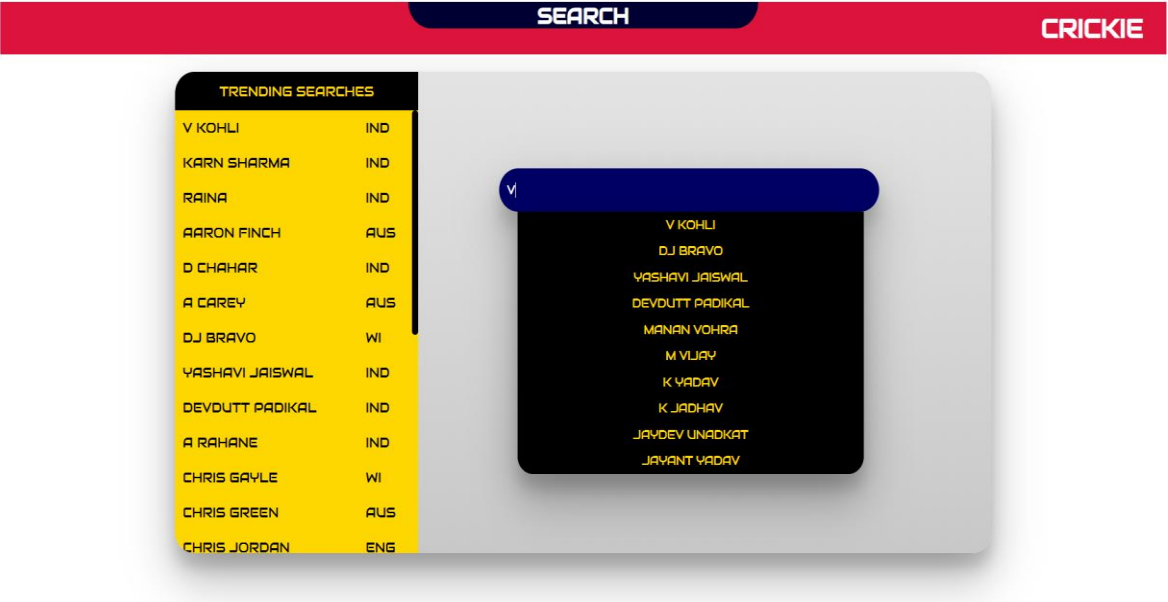 SEARCH
CRICKIE
TRENDING SEARCHES
V KOHLI IND
KARN SHARMA IND
RAINA IND
AARON FINCH AUS
D CHAHAR IND
A CAREY AUS
DJ BRAVO WI
YASHAVI JAISWAL IND
DEVDUTT PADIKAL IND
A RAHANE IND
CHRIS GAYLE WI
CHRIS GREEN AUS
CHRIS JORDAN ENG
V
V KOHLI
DJ BRAVO
YASHAVI JAISWAL
DEVDUTT PADIKAL
MANAN VOHRA
M VIJAY
K YADAV
K JADHAV
JAYDEV UNADKAT
JAYANT YADAV